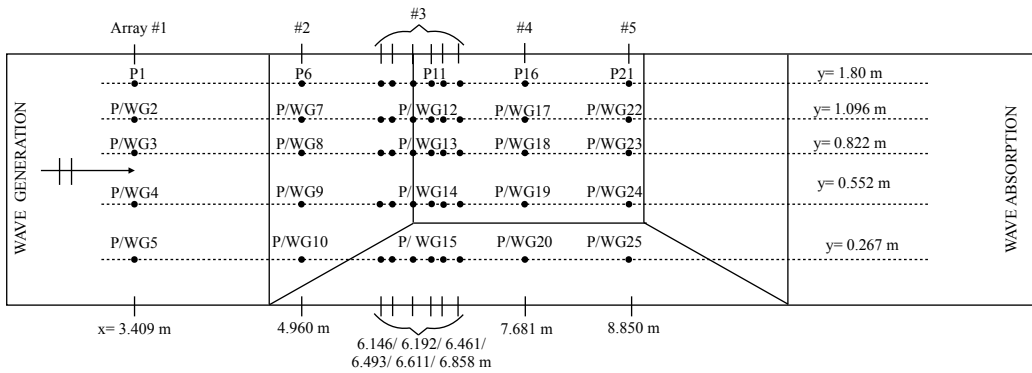 #3
Array #1 #2 #4 #5
P1 P6 P11 P16 P21 y= 1.80 m
P/WG2 P/WG7 P/ WG12 P/WG17 P/WG22 y= 1.096 m
P/WG3 P/WG8 P/ WG13 P/WG18 P/WG23 y= 0.822 m
P/WG4 P/WG9 P/ WG14 P/WG19 P/WG24 y= 0.552 m
P/WG5 P/WG10 P/ WG15 P/WG20 P/WG25 y= 0.267 m
WAVE GENERATION
WAVE ABSORPTION
x= 3.409 m 4.960 m 7.681 m 8.850 m
6.146/ 6.192/ 6.461/
6.493/ 6.611/ 6.858 m